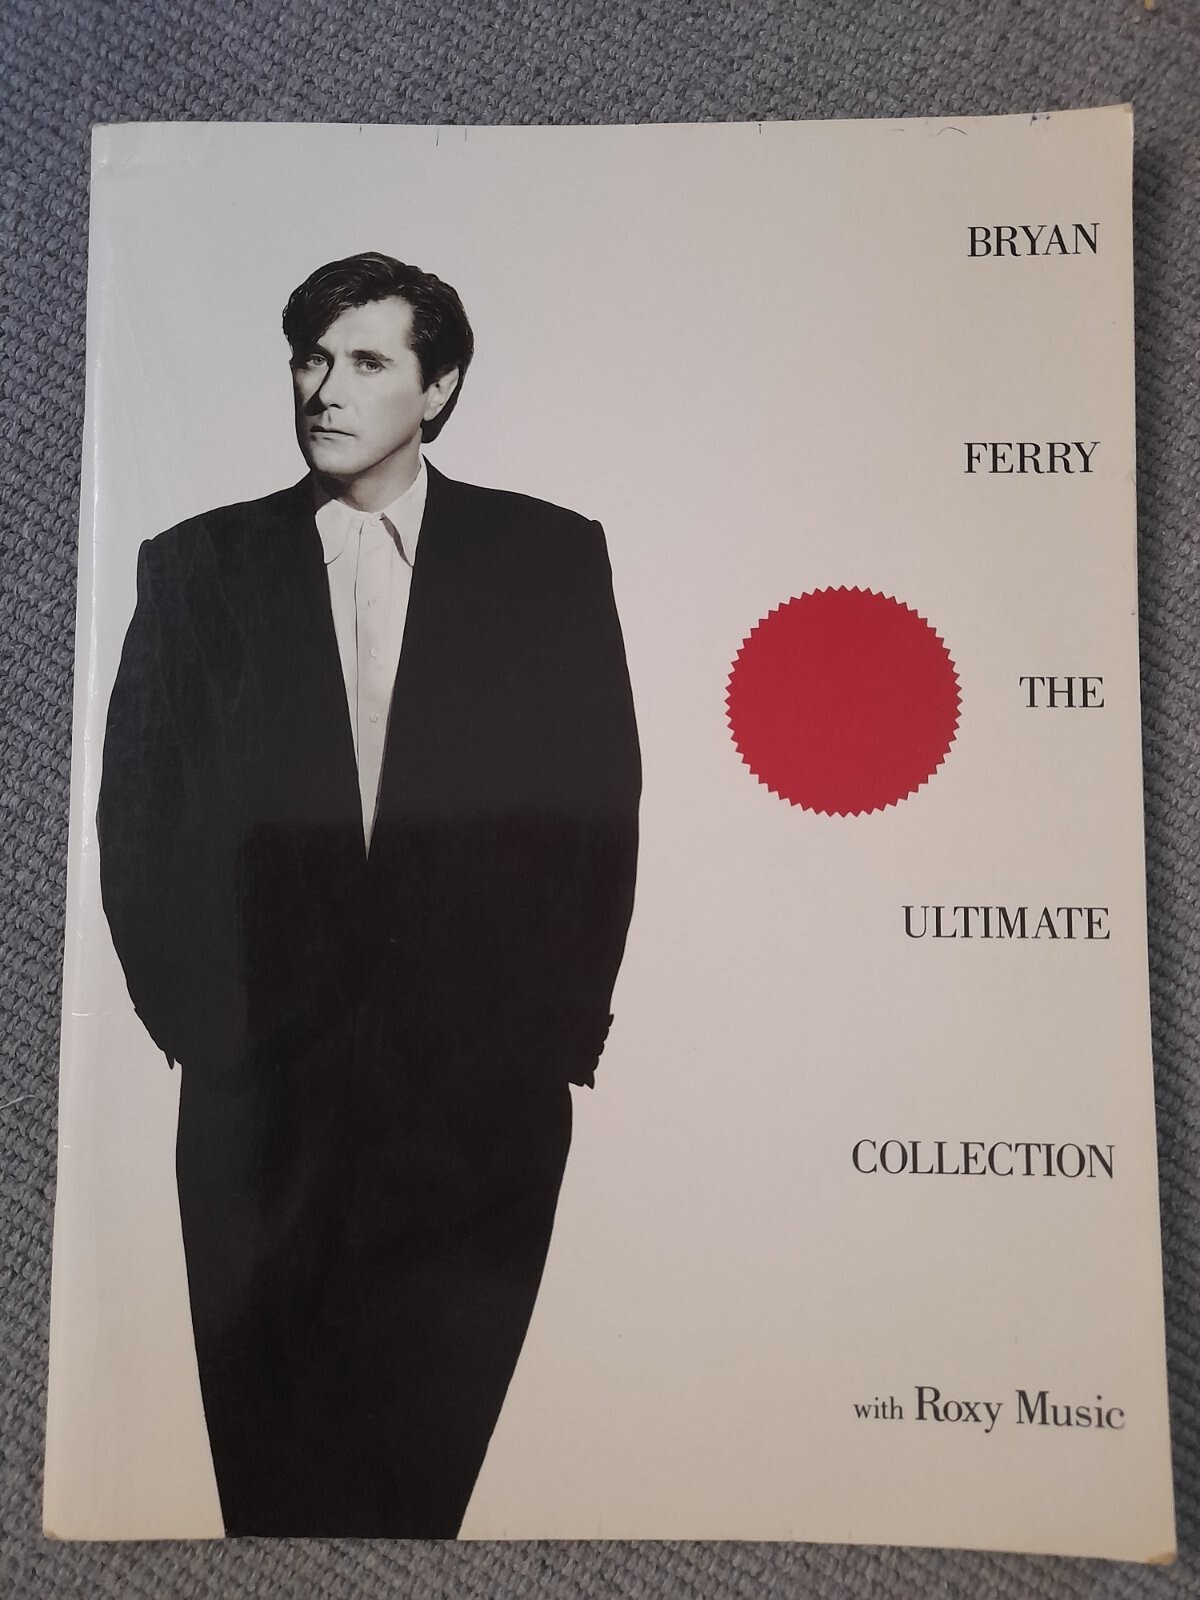 BRYAN
FERRY
THE
ULTIMATE
COLLECTION
with Roxy Music